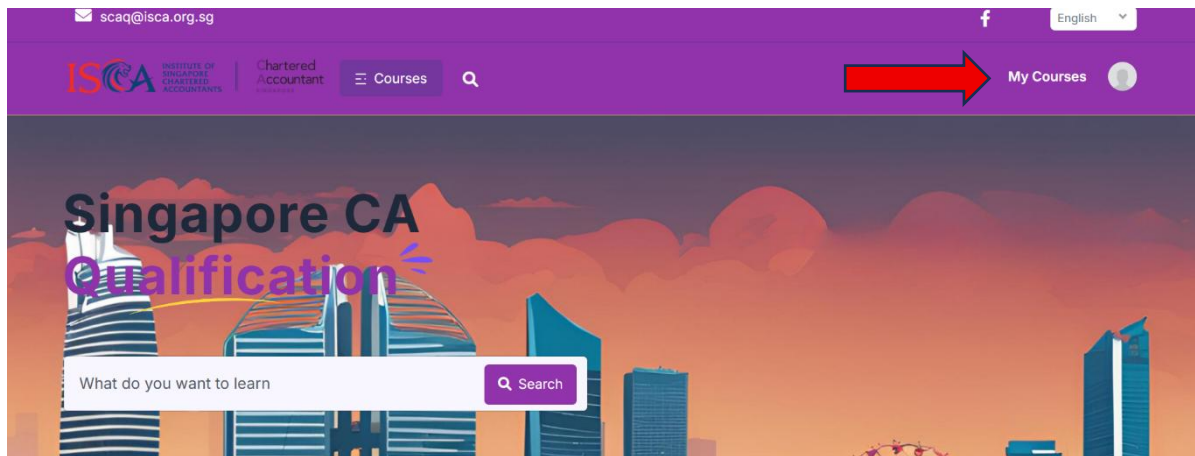 scaq@isca.org.sg
English
ISCA
INSTITUTE OF
SINGAPORE
CHARTERED
ACCOUNTANTS
Chartered
Accountant
Courses
My Courses
Singapore CA
Qualification
What do you want to learn
Search